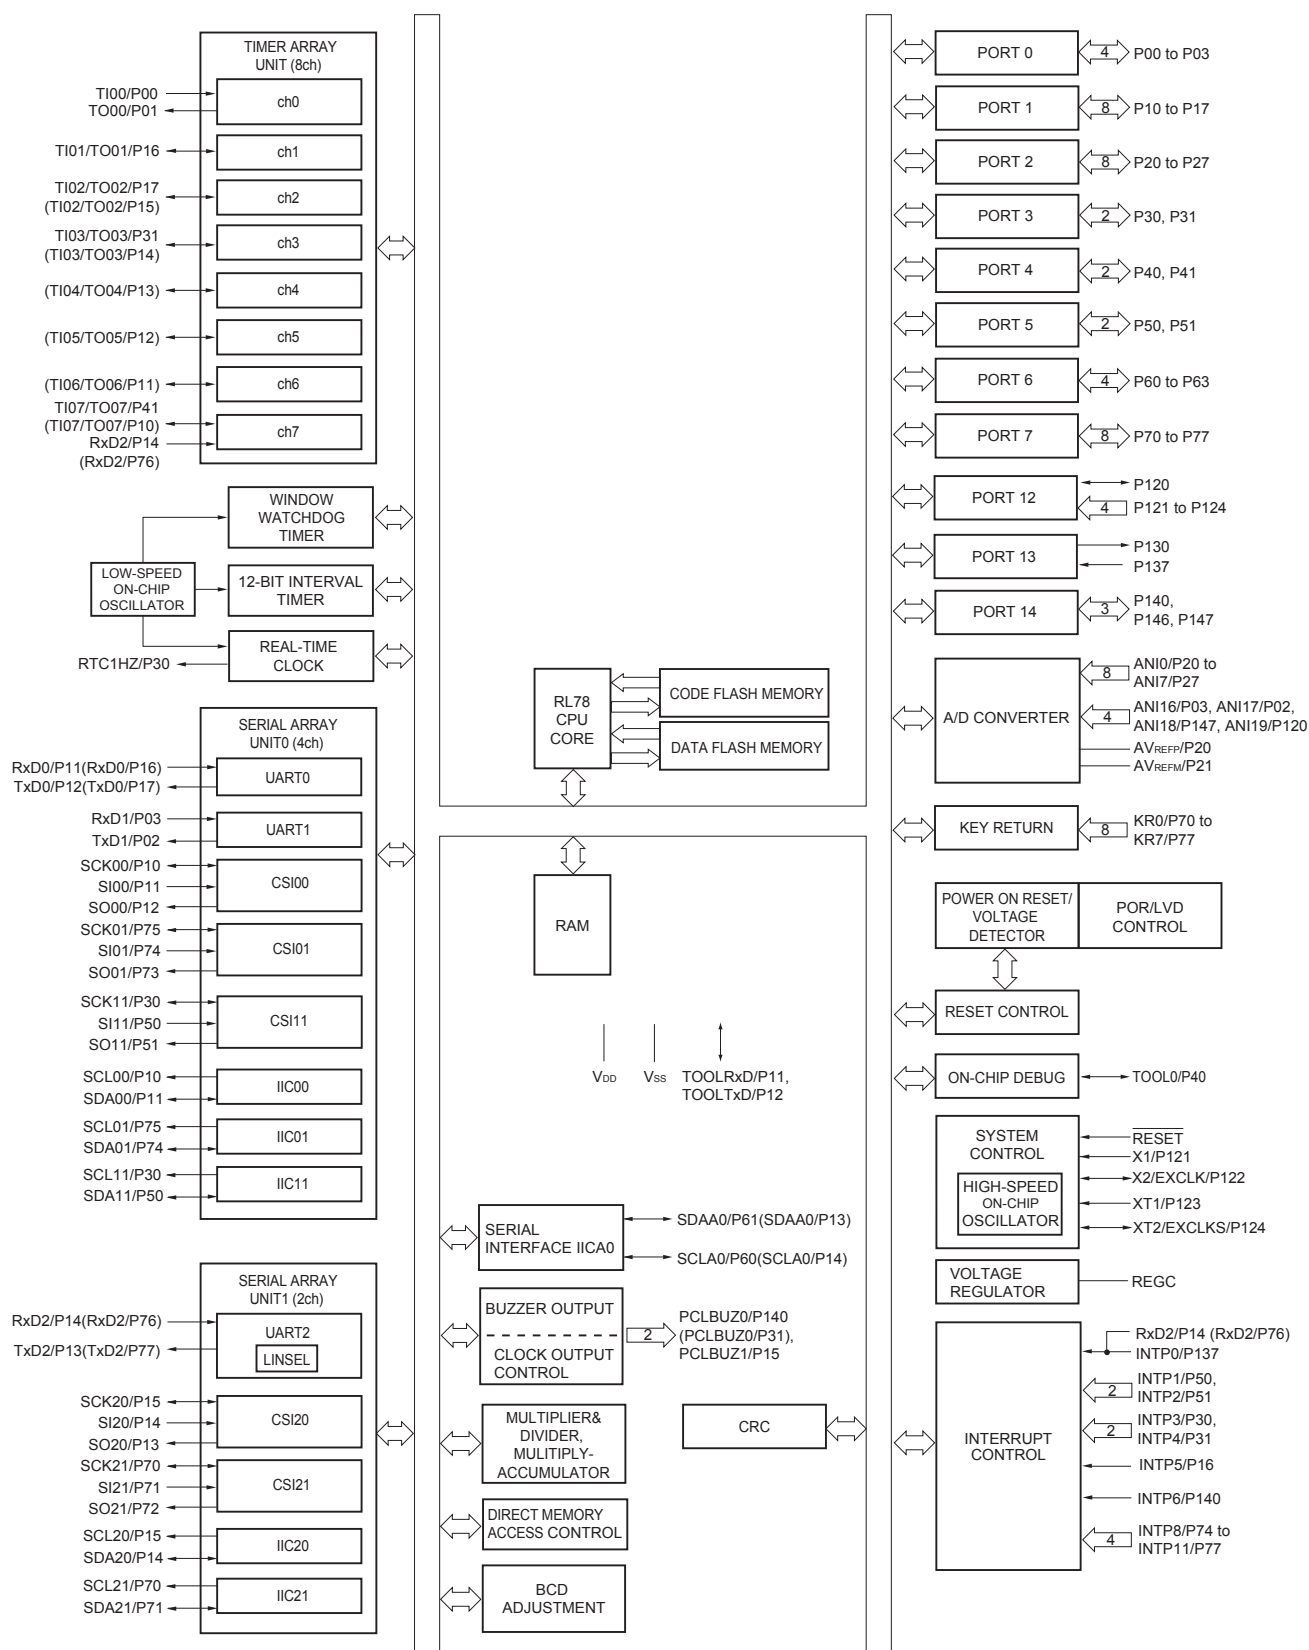 TIMER ARRAY
UNIT (8ch)
TI00/P00
TO00/P01
ch0
TI01/TO01/P16
ch1
TI02/TO02/P17
(TI02/TO02/P15)
ch2
TI03/TO03/P31
(TI03/TO03/P14)
ch3
(TI04/TO04/P13)
ch4
(TI05/TO05/P12)
ch5
(TI06/TO06/P11)
ch6
TI07/TO07/P41
(TI07/TO07/P10)
RxD2/P14
(RxD2/P76)
ch7
WINDOW
WATCHDOG
TIMER
LOW-SPEED
ON-CHIP
OSCILLATOR
12-BIT INTERVAL
TIMER
REAL-TIME
CLOCK
RTC1HZ/P30
SERIAL ARRAY
UNIT0 (4ch)
RxD0/P11(RxD0/P16)
TxD0/P12(TxD0/P17)
UART0
RxD1/P03
TxD1/P02
UART1
SCK00/P10
SI00/P11
SO00/P12
CSI00
SCK01/P75
SI01/P74
SO01/P73
CSI01
SCK11/P30
SI11/P50
SO11/P51
CSI11
SCL00/P10
SDA00/P11
IIC00
SCL01/P75
SDA01/P74
IIC01
SCL11/P30
SDA11/P50
IIC11
SERIAL ARRAY
UNIT1 (2ch)
RxD2/P14(RxD2/P76)
TxD2/P13(TxD2/P77)
UART2
LINSEL
SCK20/P15
SI20/P14
SO20/P13
CSI20
SCK21/P70
SI21/P71
SO21/P72
CSI21
SCL20/P15
SDA20/P14
IIC20
SCL21/P70
SDA21/P71
IIC21
RL78
CPU
CORE
CODE FLASH MEMORY
DATA FLASH MEMORY
RAM
VDD
VSS
TOOLRxD/P11,
TOOLTxD/P12
SERIAL
INTERFACE IICA0
SDAA0/P61(SDAA0/P13)
SCLA0/P60(SCLA0/P14)
BUZZER OUTPUT
CLOCK OUTPUT
CONTROL
2
PCLBUZ0/P140
(PCLBUZ0/P31),
PCLBUZ1/P15
MULTIPLIER&
DIVIDER,
MULITIPLY-
ACCUMULATOR
CRC
DIRECT MEMORY
ACCESS CONTROL
BCD
ADJUSTMENT
PORT 0
4
P00 to P03
PORT 1
8
P10 to P17
PORT 2
8
P20 to P27
PORT 3
2
P30, P31
PORT 4
2
P40, P41
PORT 5
2
P50, P51
PORT 6
4
P60 to P63
PORT 7
8
P70 to P77
PORT 12
P120
4
P121 to P124
PORT 13
P130
P137
PORT 14
3
P140,
P146, P147
A/D CONVERTER
8
ANI0/P20 to
ANI7/P27
4
ANI16/P03, ANI17/P02,
ANI18/P147, ANI19/P120
AVREFP/P20
AVREFM/P21
KEY RETURN
8
KR0/P70 to
KR7/P77
POWER ON RESET/
VOLTAGE
DETECTOR
POR/LVD
CONTROL
RESET CONTROL
ON-CHIP DEBUG
TOOL0/P40
SYSTEM
CONTROL
HIGH-SPEED
ON-CHIP
OSCILLATOR
RESET
X1/P121
X2/EXCLK/P122
XT1/P123
XT2/EXCLKS/P124
VOLTAGE
REGULATOR
REGC
INTERRUPT
CONTROL
RxD2/P14 (RxD2/P76)
INTP0/P137
2
INTP1/P50,
INTP2/P51
2
INTP3/P30,
INTP4/P31
INTP5/P16
INTP6/P140
4
INTP8/P74 to
INTP11/P77